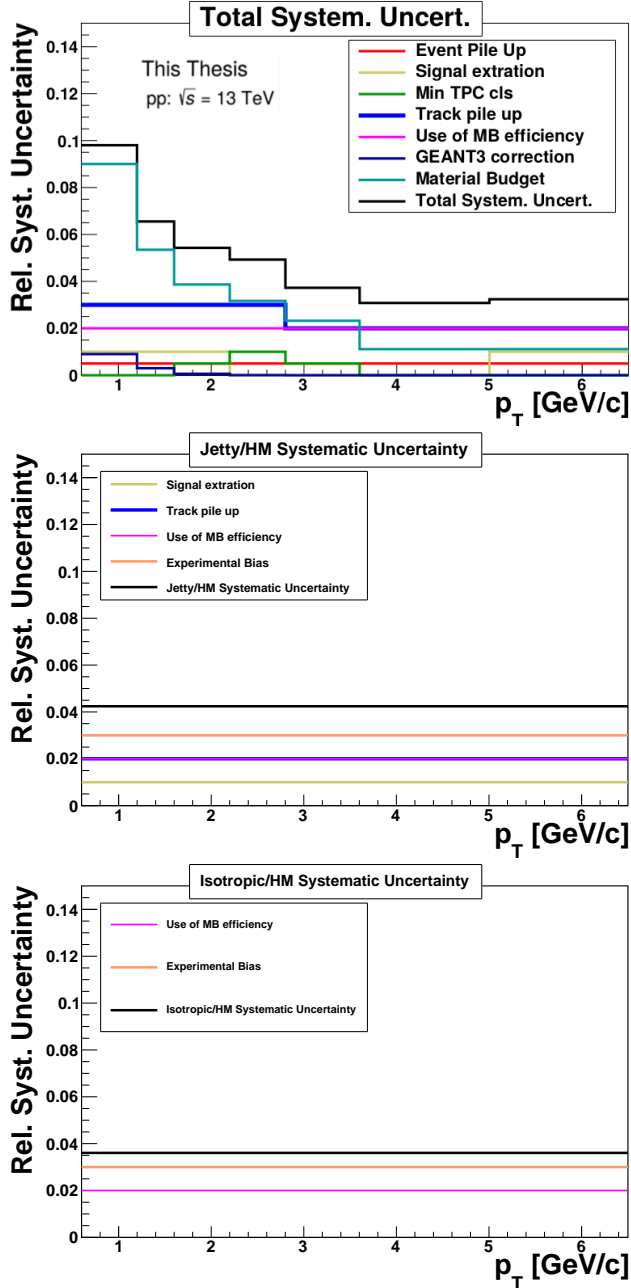 Total System. Uncert.
Rel. Syst. Uncertainty
0.14
0.12
0.1
0.08
0.06
0.04
0.02
0
This Thesis
pp: √s = 13 TeV
Event Pile Up
Signal extration
Min TPC cls
Track pile up
Use of MB efficiency
GEANT3 correction
Material Budget
Total System. Uncert.
1 2 3 4 5 6
p_T [GeV/c]
Jetty/HM Systematic Uncertainty
Rel. Syst. Uncertainty
0.14
0.12
0.1
0.08
0.06
0.04
0.02
0
Signal extration
Track pile up
Use of MB efficiency
Experimental Bias
Jetty/HM Systematic Uncertainty
1 2 3 4 5 6
p_T [GeV/c]
Isotropic/HM Systematic Uncertainty
Rel. Syst. Uncertainty
0.14
0.12
0.1
0.08
0.06
0.04
0.02
0
Use of MB efficiency
Experimental Bias
Isotropic/HM Systematic Uncertainty
1 2 3 4 5 6
p_T [GeV/c]